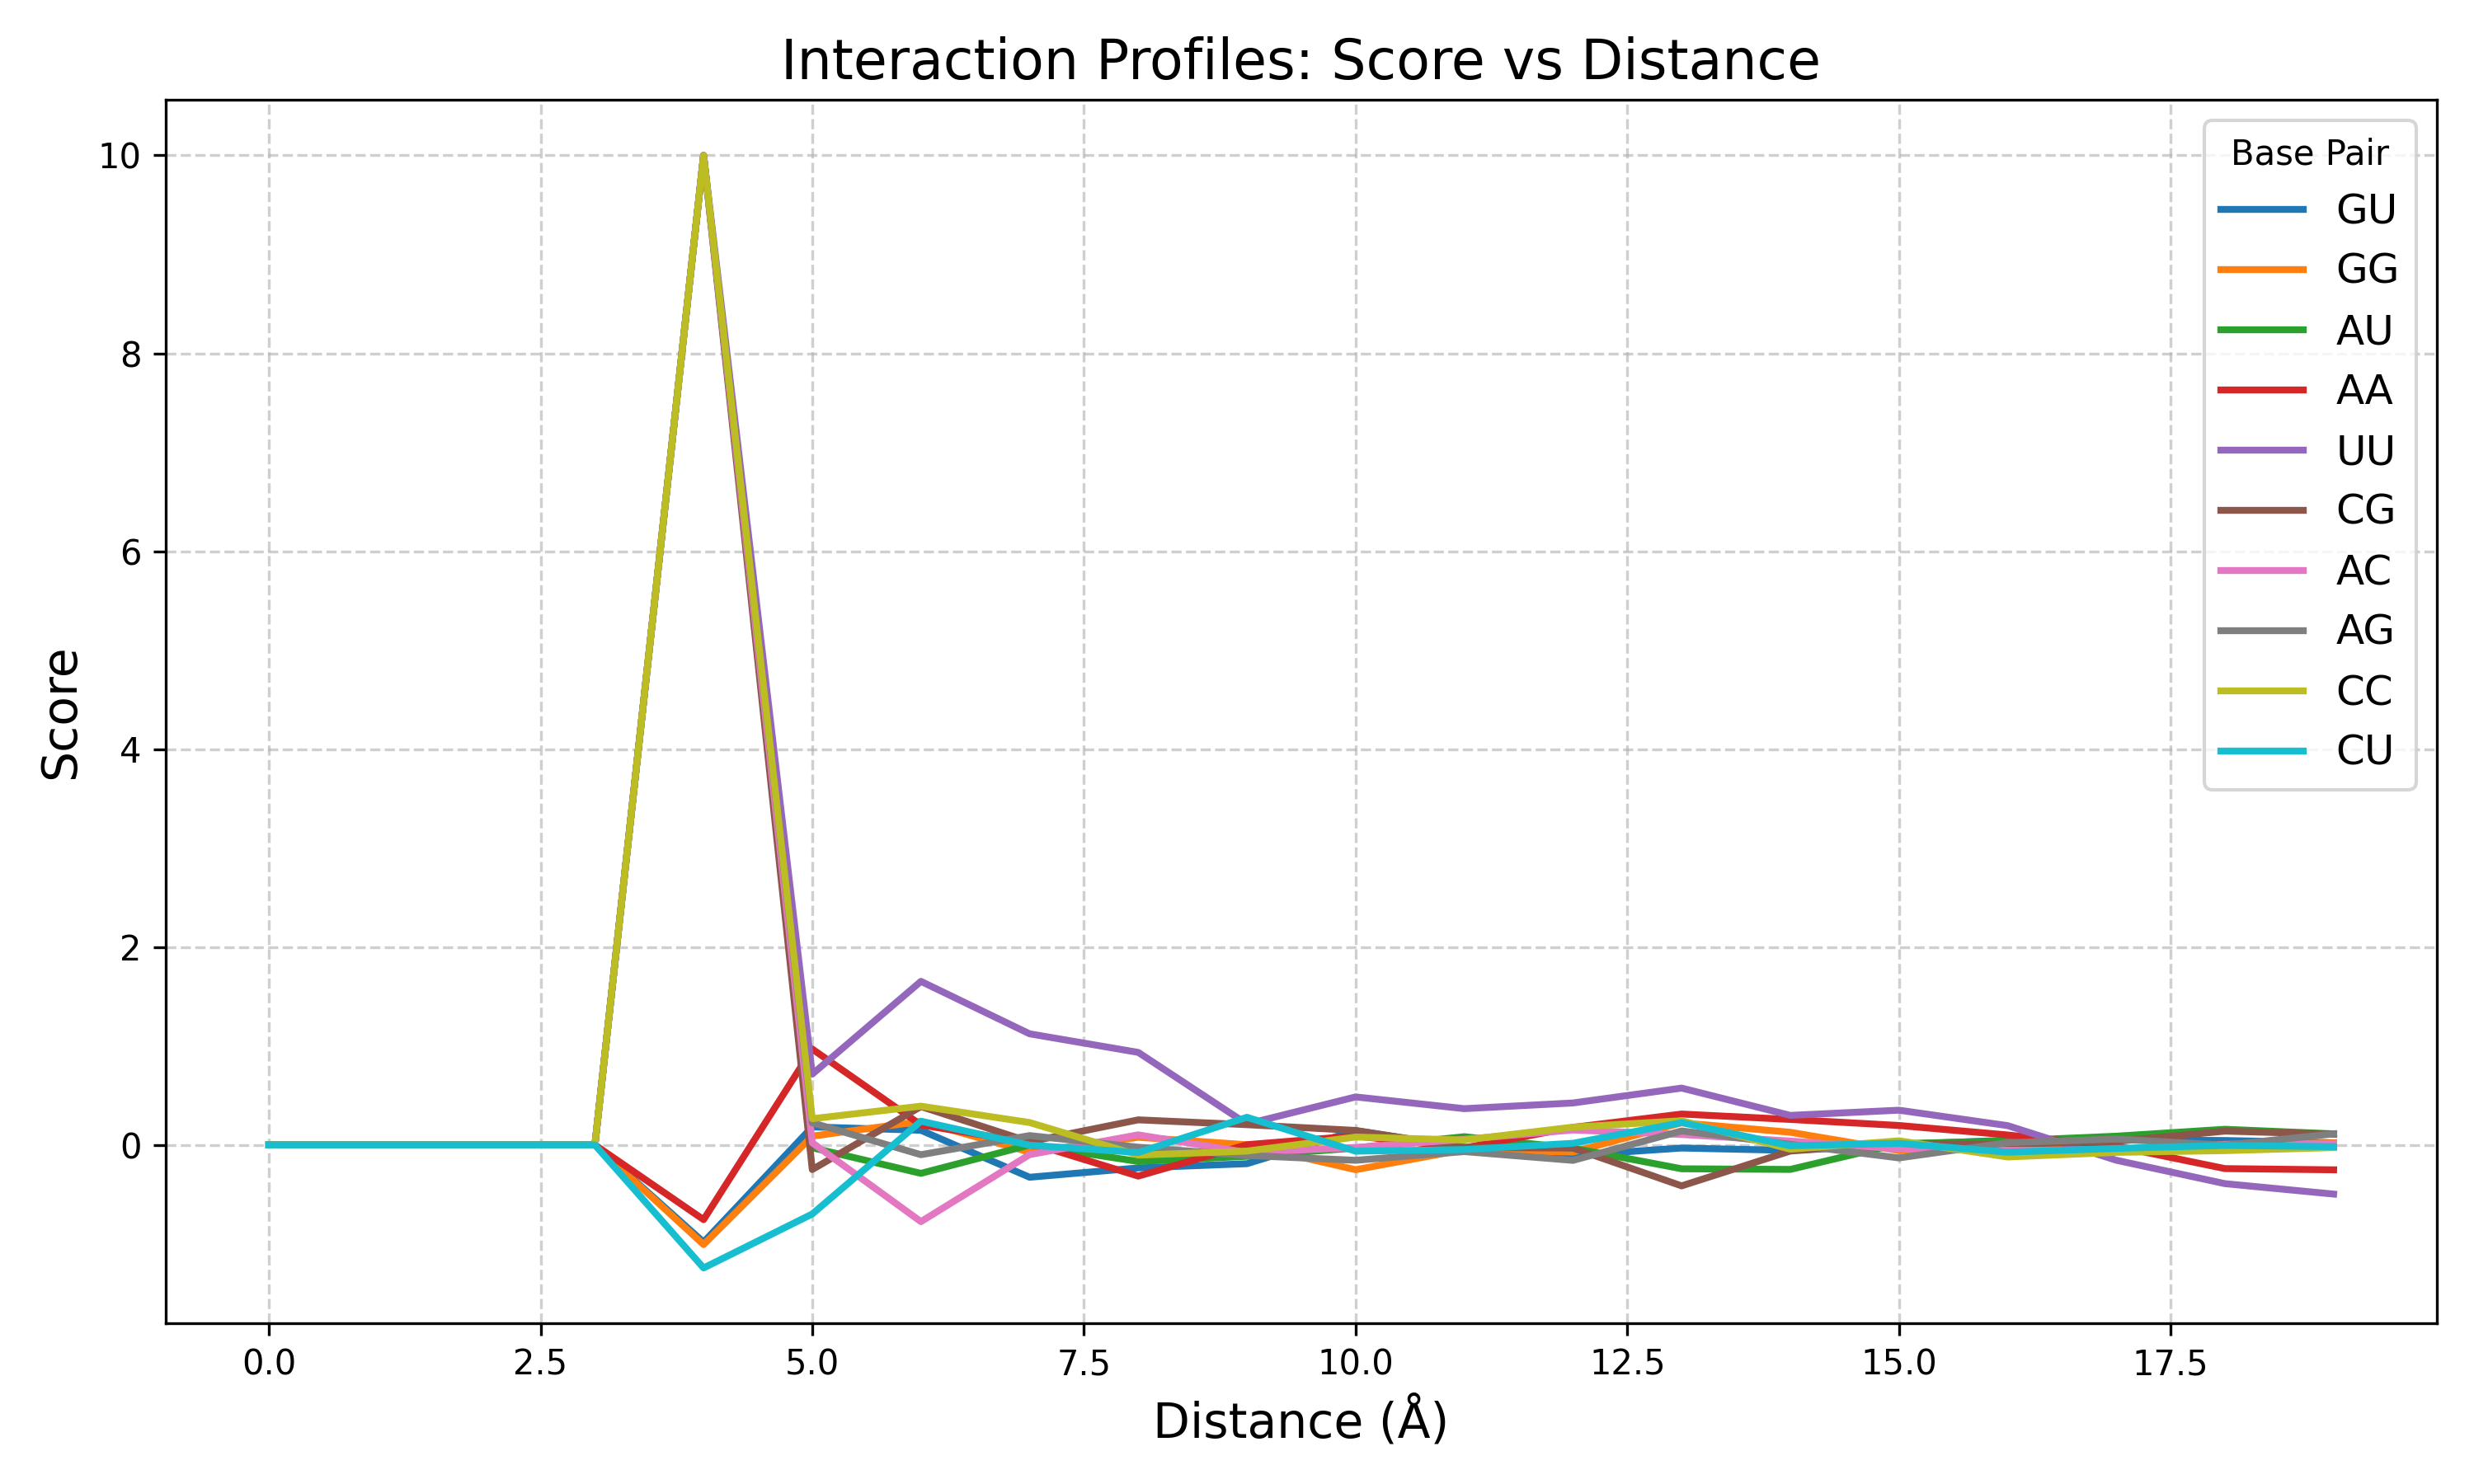 Interaction Profiles: Score vs Distance
Base Pair
GU
GG
AU
AA
UU
CG
AC
AG
CC
CU
Score
10
8
6
4
2
0
0.0 2.5 5.0 7.5 10.0 12.5 15.0 17.5
Distance (Å)